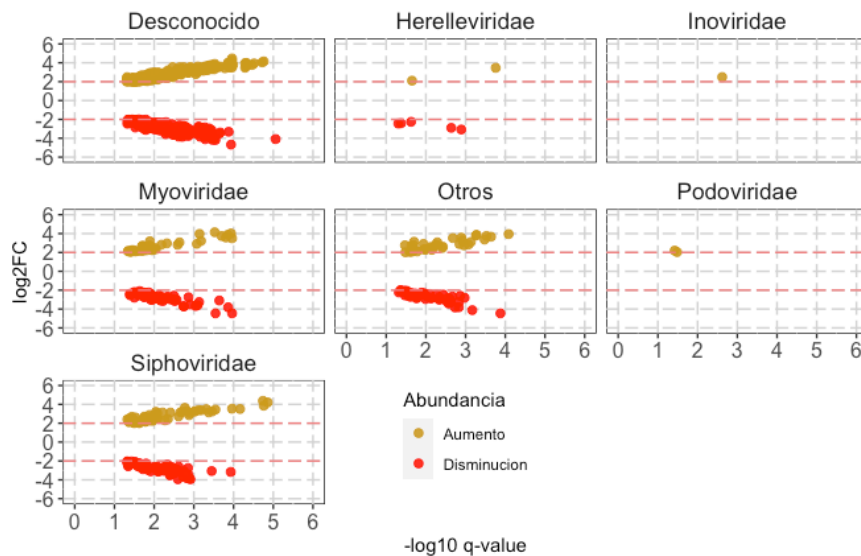 Desconocido Herelleviridae Inoviridae
6
4
2
0
-2
-4
-6
Myoviridae Otros Podoviridae
6
4
2
0
-2
-4
-6
0 1 2 3 4 5 6 0 1 2 3 4 5 6
Siphoviridae
6
4
2
0
-2
-4
-6
0 1 2 3 4 5 6
log2FC
Abundancia
Aumento
Disminucion
-log10 q-value